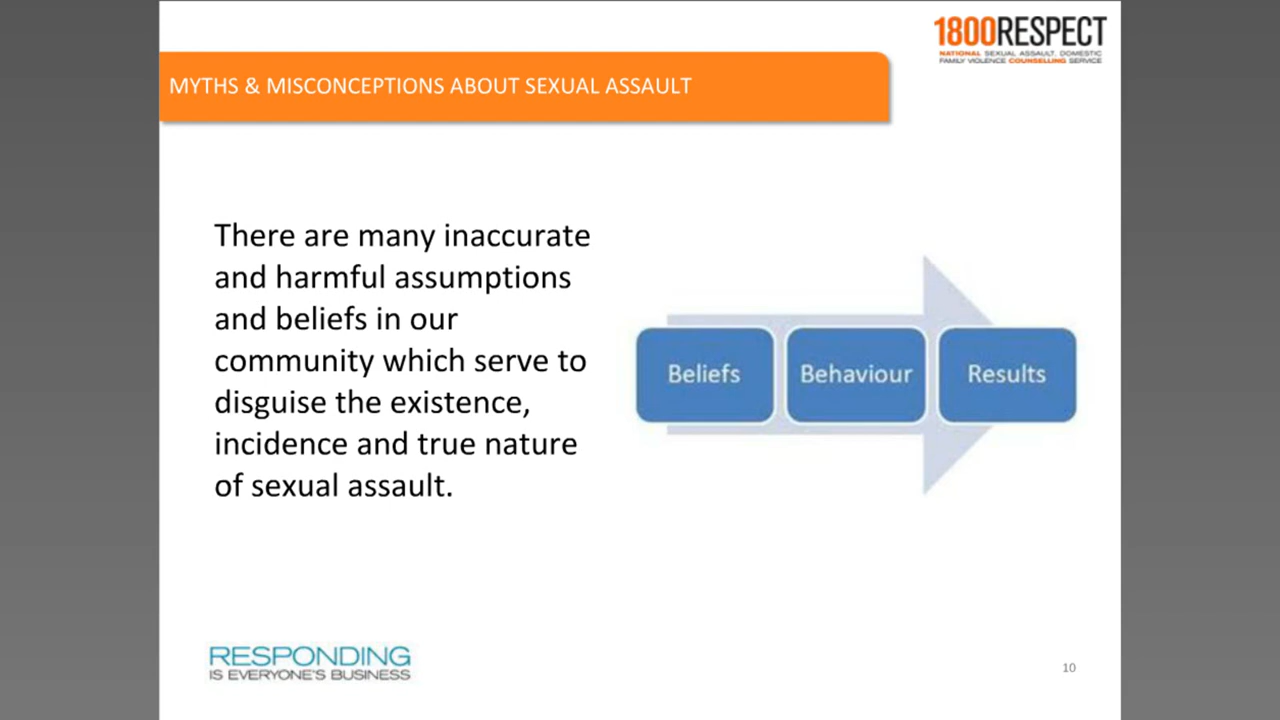 1800RESPECT
NATIONAL SEXUAL ASSAULT, DOMESTIC
FAMILY VIOLENCE COUNSELLING SERVICE
MYTHS & MISCONCEPTIONS ABOUT SEXUAL ASSAULT
There are many inaccurate
and harmful assumptions
and beliefs in our
community which serve to
disguise the existence,
incidence and true nature
of sexual assault.
Beliefs
Behaviour
Results
RESPONDING
IS EVERYONE'S BUSINESS
10